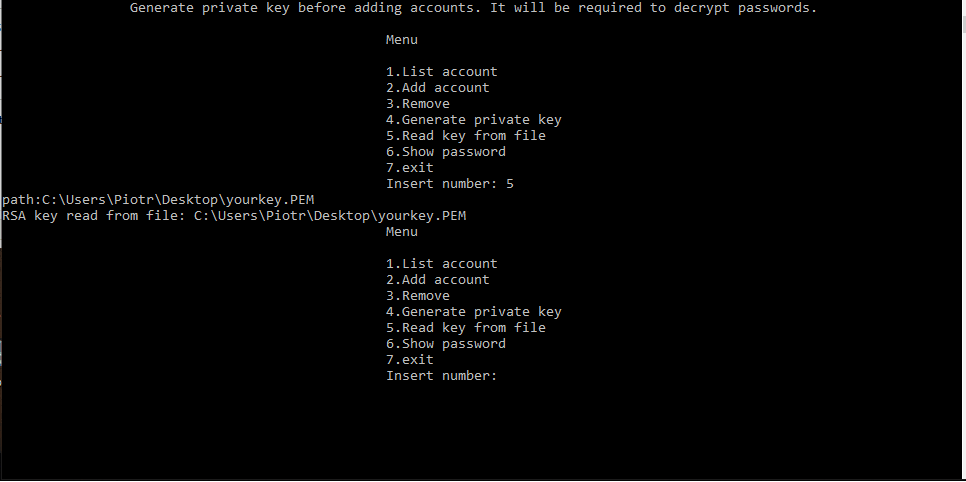 Generate private key before adding accounts. It will be required to decrypt passwords.
Menu
1.List account
2.Add account
3.Remove
4.Generate private key
5.Read key from file
6.Show password
7.exit
Insert number: 5
path:C:\Users\Piotr\Desktop\yourkey.PEM
RSA key read from file: C:\Users\Piotr\Desktop\yourkey.PEM
Menu
1.List account
2.Add account
3.Remove
4.Generate private key
5.Read key from file
6.Show password
7.exit
Insert number: